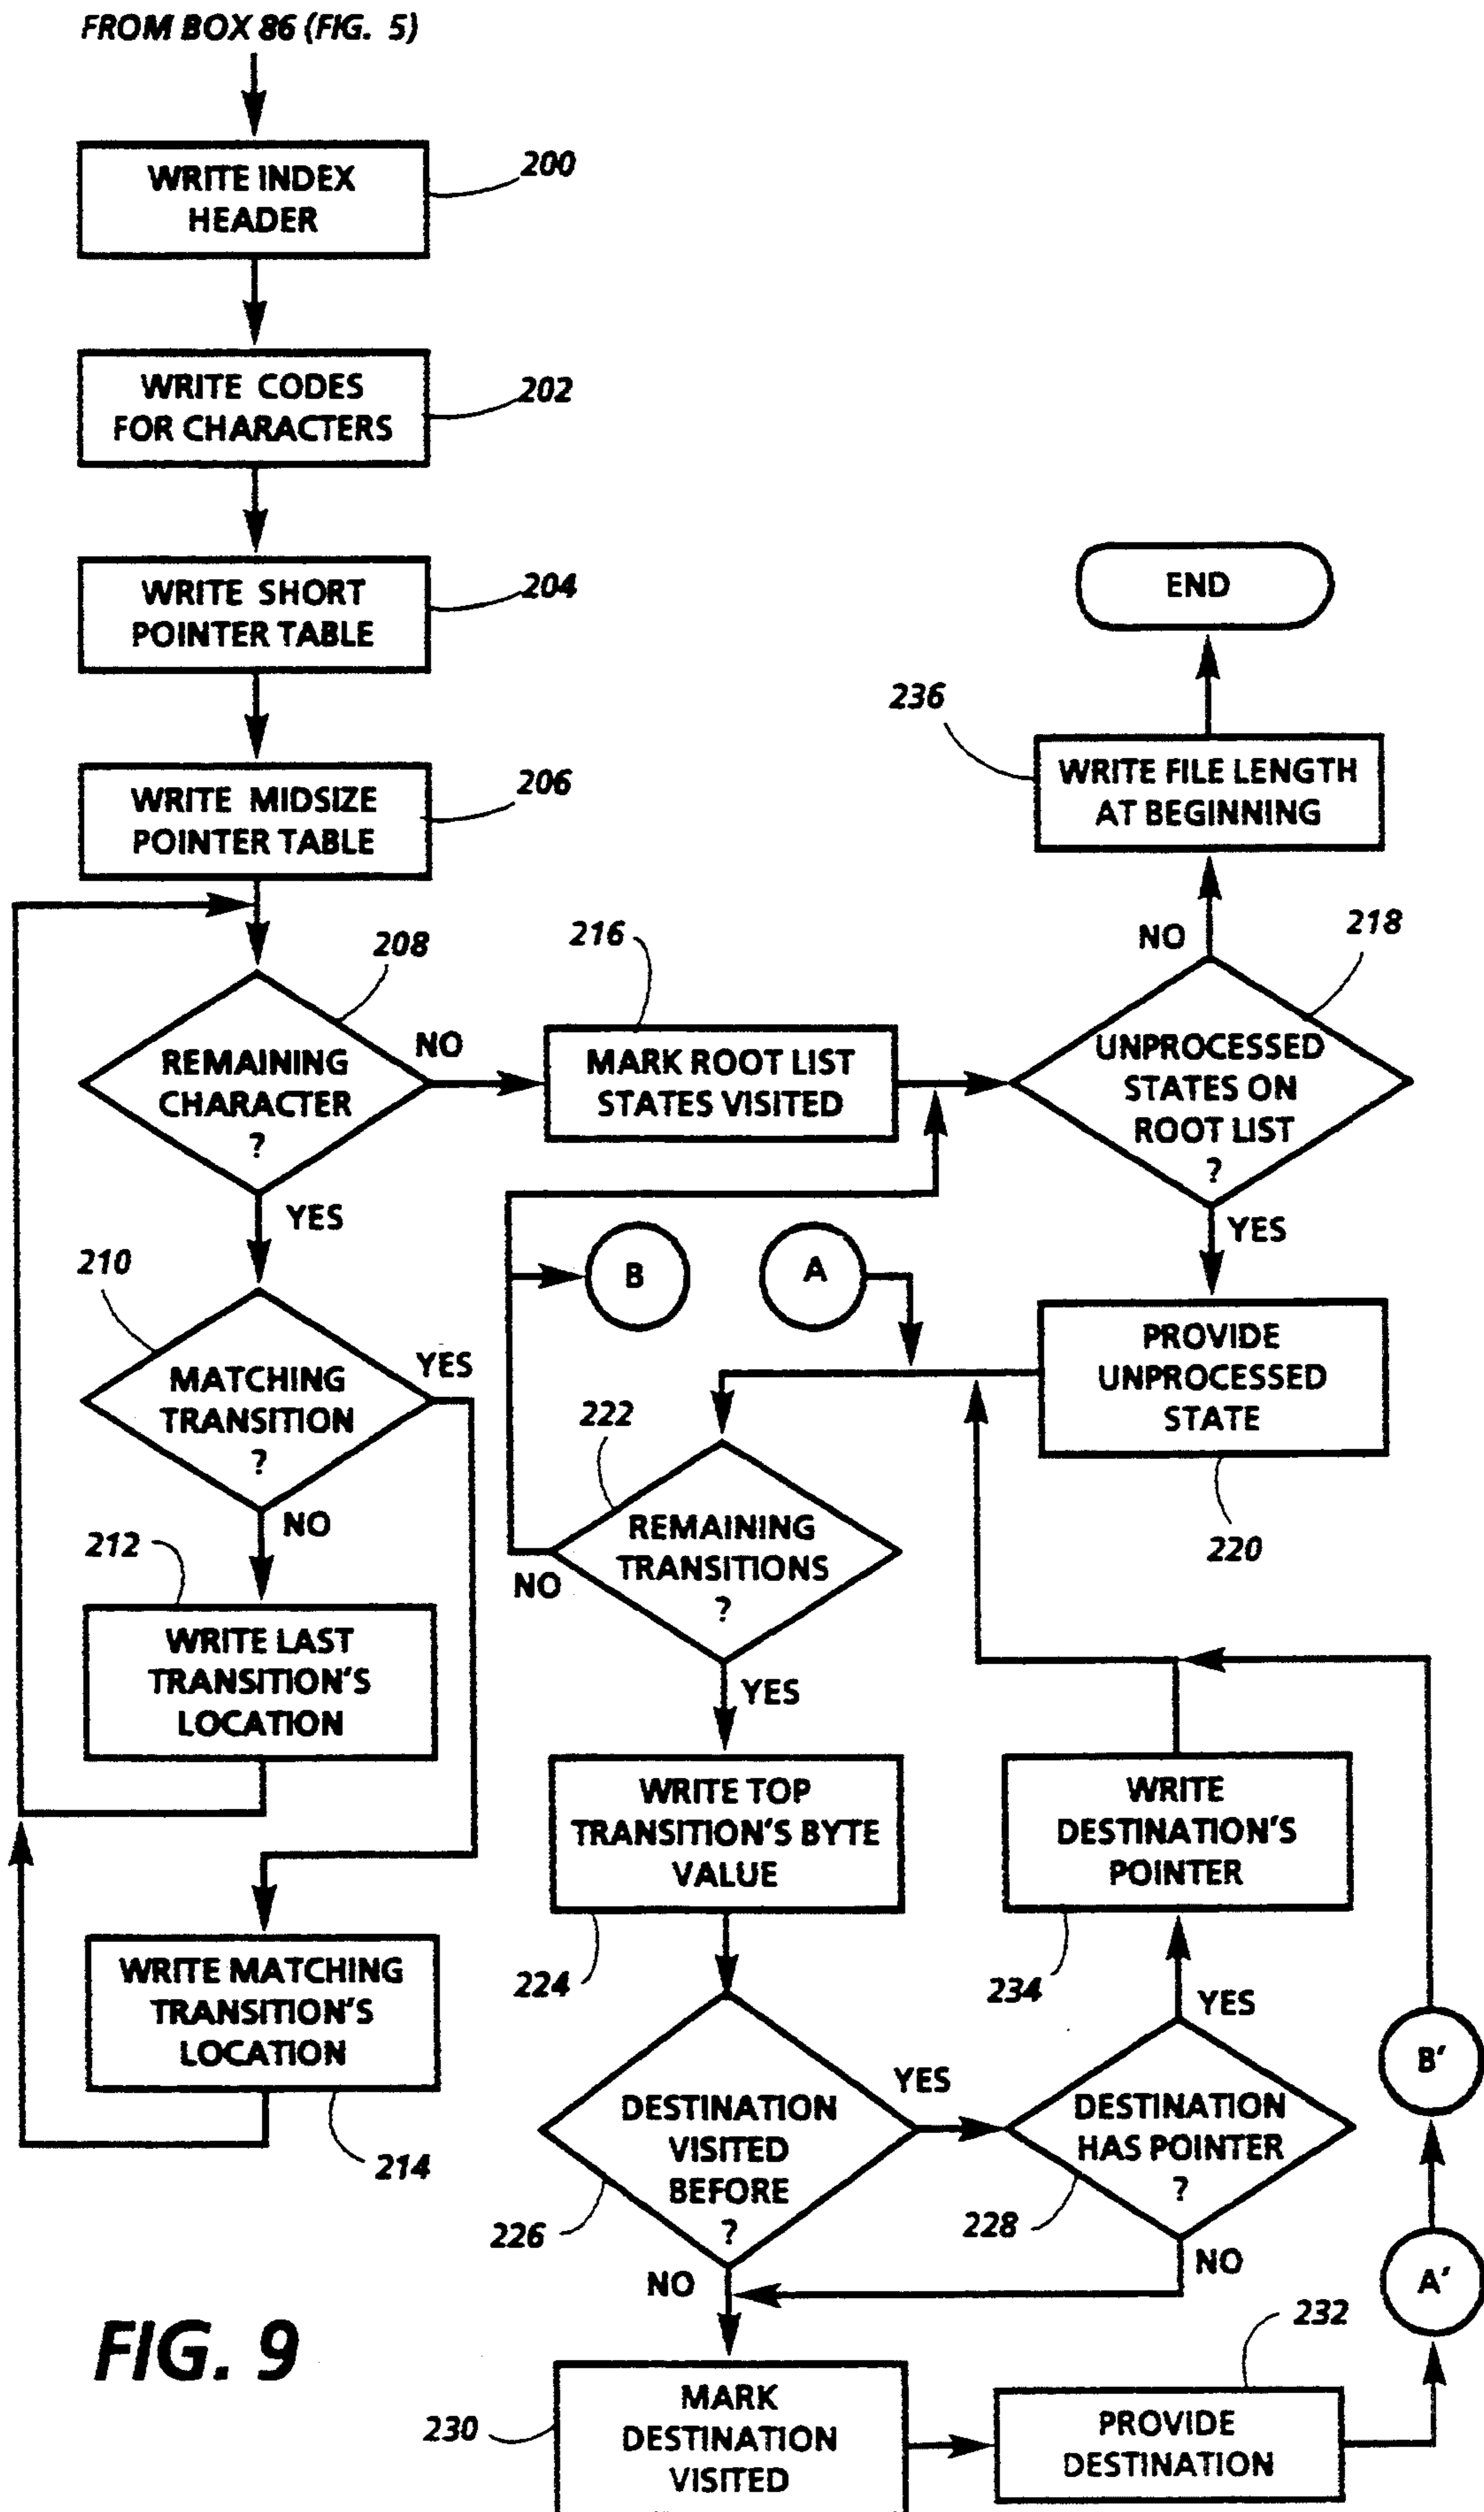 FROM BOX 86 (FIG. 5)
WRITE INDEX
HEADER
200
WRITE CODES
FOR CHARACTERS
202
WRITE SHORT
POINTER TABLE
204
WRITE MIDSIZE
POINTER TABLE
206
END
236
WRITE FILE LENGTH
AT BEGINNING
208
REMAINING
CHARACTER
?
NO
YES
216
MARK ROOT LIST
STATES VISITED
NO
218
UNPROCESSED
STATES ON
ROOT LIST
?
YES
210
MATCHING
TRANSITION
?
YES
NO
B
A
PROVIDE
UNPROCESSED
STATE
220
222
REMAINING
TRANSITIONS
?
NO
YES
212
WRITE LAST
TRANSITION'S
LOCATION
WRITE TOP
TRANSITION'S BYTE
VALUE
224
WRITE
DESTINATION'S
POINTER
234
WRITE MATCHING
TRANSITION'S
LOCATION
214
DESTINATION
VISITED
BEFORE
?
226
YES
NO
YES
DESTINATION
HAS POINTER
?
228
NO
B'
A'
MARK
DESTINATION
VISITED
230
232
PROVIDE
DESTINATION
FIG. 9